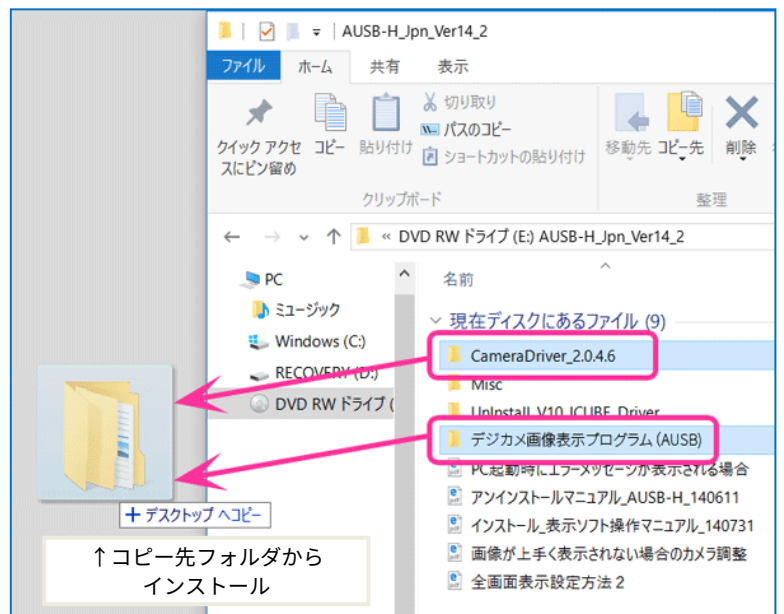 AUSB-H_Jpn_Ver14_2
ファイル ホーム 共有 表示
クイック アクセスにピン留め
コピー
貼り付け
切り取り
パスのコピー
ショートカットの貼り付け
移動先 コピー先 削除
クリップボード
整理
« DVD RW ドライブ (E:) AUSB-H_Jpn_Ver14_2
PC
ミュージック
Windows (C:)
RECOVERY (D:)
DVD RW ドライブ (
名前
現在ディスクにあるファイル (9)
CameraDriver_2.0.4.6
Misc
UnInstall_V10_ICUBE_Driver
デジカメ画像表示プログラム(AUSB)
PC起動時にエラーメッセージが表示される場合
アンインストールマニュアル_AUSB-H_140611
インストール_表示ソフト操作マニュアル_140731
画像が上手く表示されない場合のカメラ調整
全画面表示設定方法2
+ デスクトップ へコピー
↑コピー先フォルダから
インストール